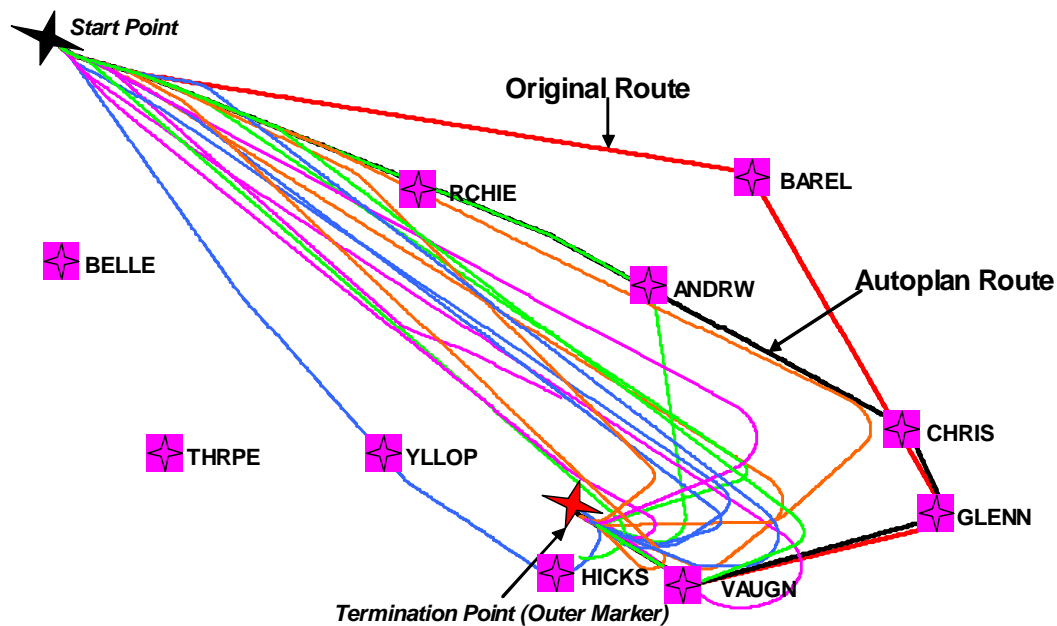 Start Point
Original Route
BAREL
RCHIE
BELLE
ANDRW
Autoplan Route
CHRIS
THRPE
YLLOP
GLENN
HICKS
VAUGN
Termination Point (Outer Marker)